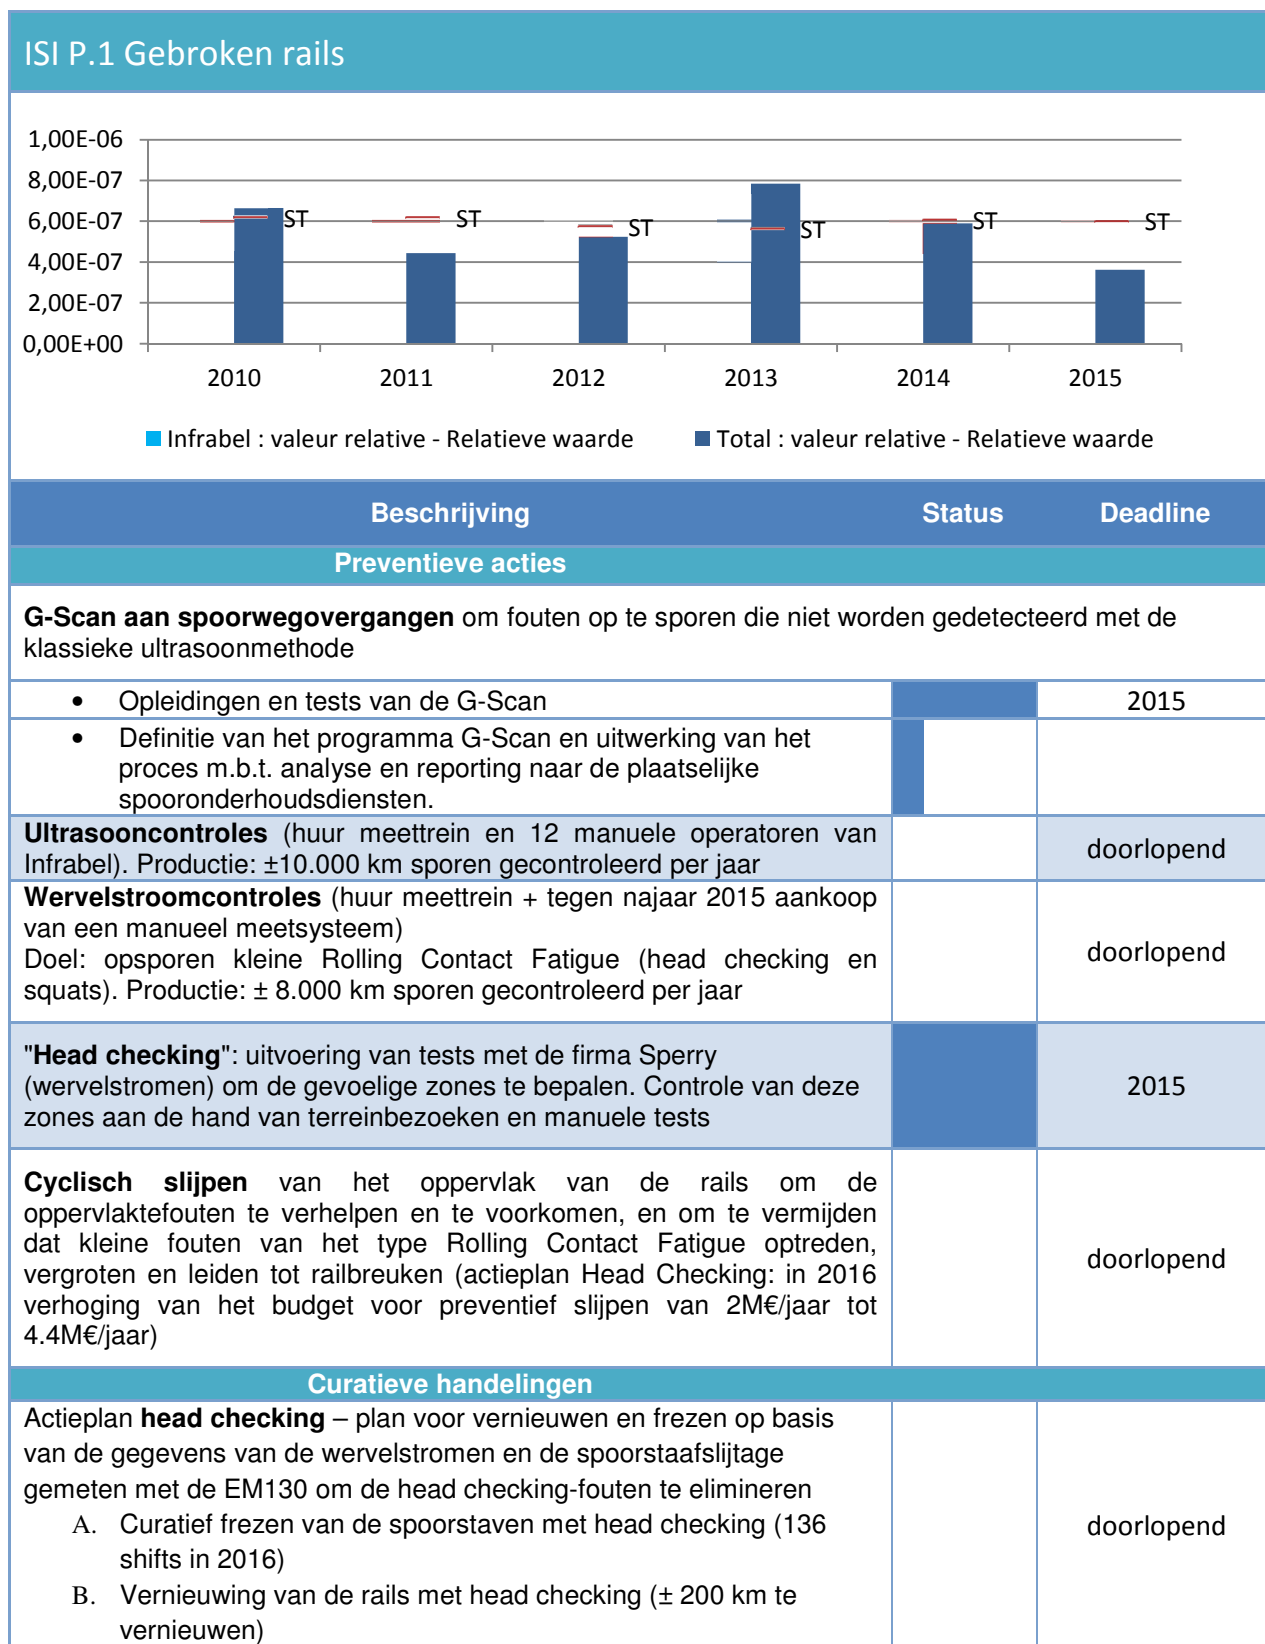 ISI P.1 Gebroken rails
1,00E-06
8,00E-07
6,00E-07
4,00E-07
2,00E-07
0,00E+00
ST ST ST ST ST ST
2010 2011 2012 2013 2014 2015
Infrabel : valeur relative - Relatieve waarde Total : valeur relative - Relatieve waarde
Beschrijving Status Deadline
Preventieve acties
G-Scan aan spoorwegovergangen om fouten op te sporen die niet worden gedetecteerd met de
klassieke ultrasoonmethode
• Opleidingen en tests van de G-Scan 2015
• Definitie van het programma G-Scan en uitwerking van het
proces m.b.t. analyse en reporting naar de plaatselijke
spooronderhoudsdiensten.
Ultrasooncontroles (huur meettrein en 12 manuele operatoren van
Infrabel). Productie: ±10.000 km sporen gecontroleerd per jaar
doorlopend
Wervelstroomcontroles (huur meettrein + tegen najaar 2015 aankoop
van een manueel meetsysteem)
Doel: opsporen kleine Rolling Contact Fatigue (head checking en
squats). Productie: ± 8.000 km sporen gecontroleerd per jaar
doorlopend
"Head checking": uitvoering van tests met de firma Sperry
(wervelstromen) om de gevoelige zones te bepalen. Controle van deze
zones aan de hand van terreinbezoeken en manuele tests
2015
Cyclisch slijpen van het oppervlak van de rails om de
oppervlaktefouten te verhelpen en te voorkomen, en om te vermijden
dat kleine fouten van het type Rolling Contact Fatigue optreden,
vergroten en leiden tot railbreuken (actieplan Head Checking: in 2016
verhoging van het budget voor preventief slijpen van 2M€/jaar tot
4.4M€/jaar)
doorlopend
Curatieve handelingen
Actieplan head checking – plan voor vernieuwen en frezen op basis
van de gegevens van de wervelstromen en de spoorstaafslijtage
gemeten met de EM130 om de head checking-fouten te elimineren
A. Curatief frezen van de spoorstaven met head checking (136
shifts in 2016)
B. Vernieuwing van de rails met head checking (± 200 km te
vernieuwen)
doorlopend